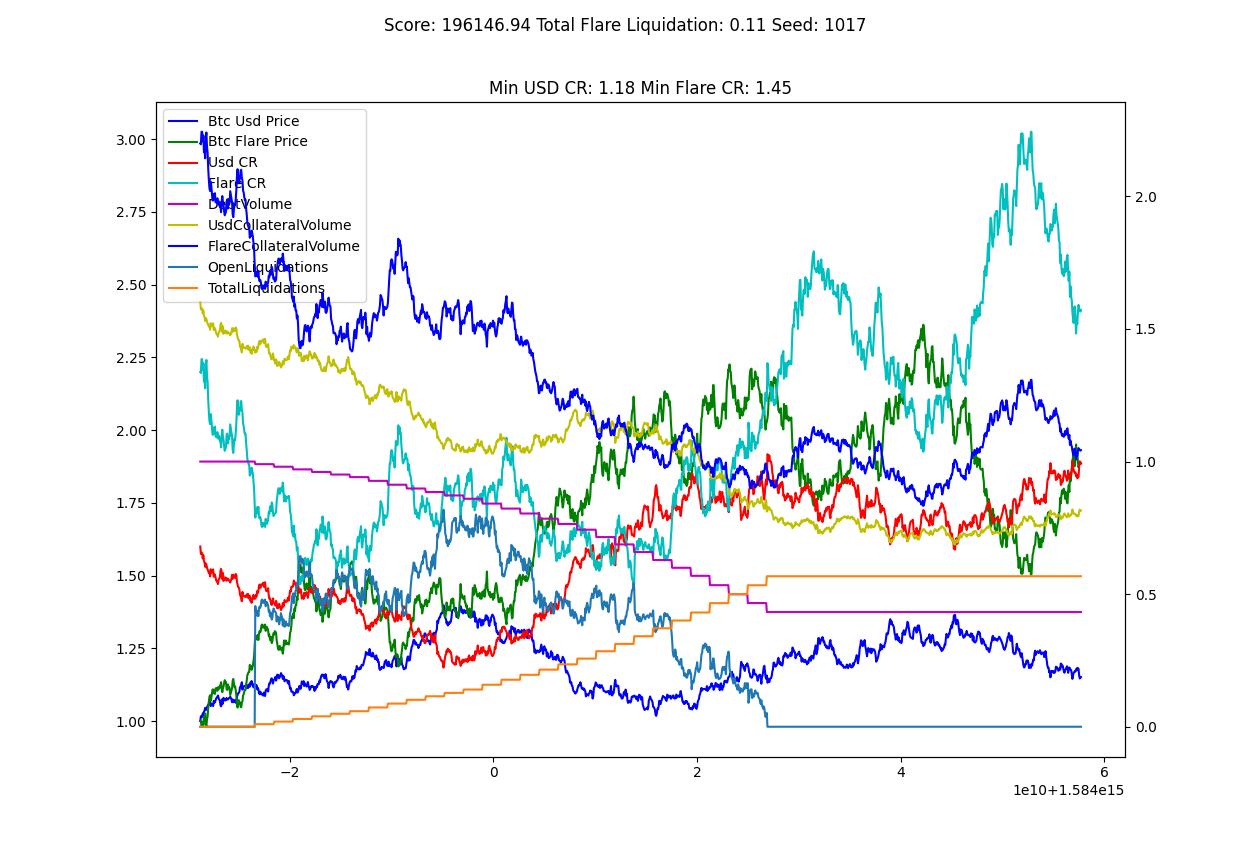 Score: 196146.94 Total Flare Liquidation: 0.11 Seed: 1017
Min USD CR: 1.18 Min Flare CR: 1.45
Btc Usd Price
Btc Flare Price
Usd CR
Flare CR
DebtVolume
UsdCollateralVolume
FlareCollateralVolume
OpenLiquidations
TotalLiquidations
3.00
2.75
2.50
2.25
2.00
1.75
1.50
1.25
1.00
2.0
1.5
1.0
0.5
0.0
−2
0
2
4
6
1e10+1.584e15